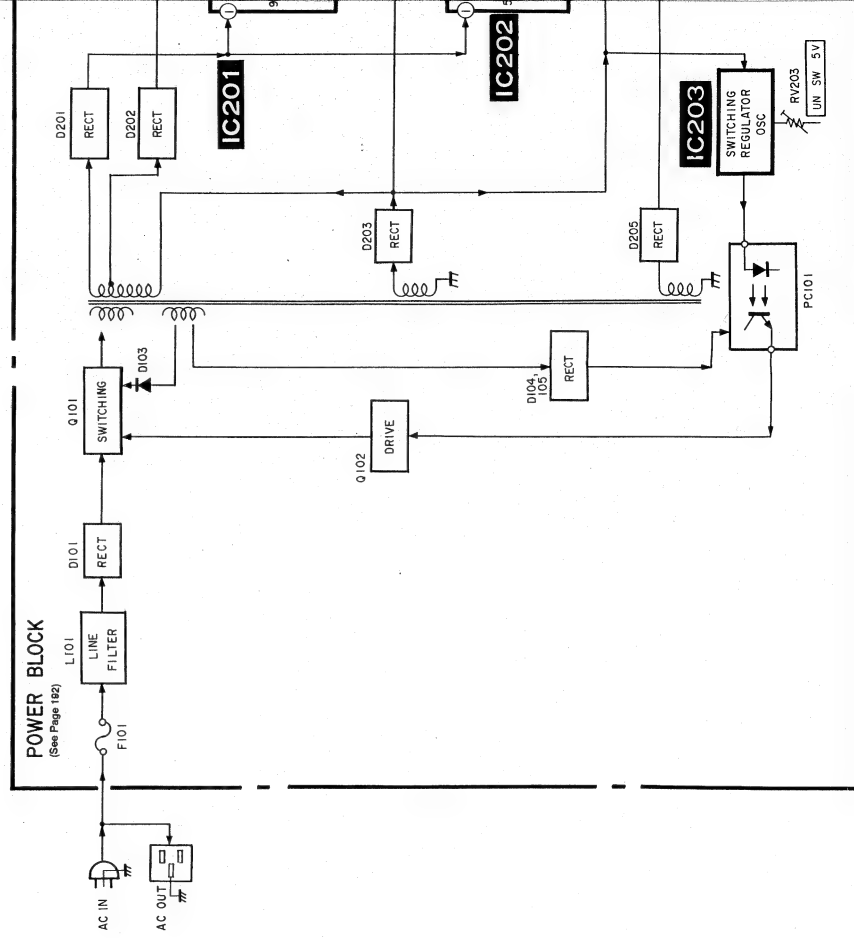 POWER BLOCK
(See Page 192)
AC IN
AC OUT
F101
L101
LINE
FILTER
D101
RECT
Q101
SWITCHING
D103
Q102
DRIVE
D104,
105
RECT
D201
RECT
D202
RECT
D203
RECT
D205
RECT
1
IC201
1
IC202
IC203
SWITCHING
REGULATOR
OSC
RV203
UN SW 5V
PC101